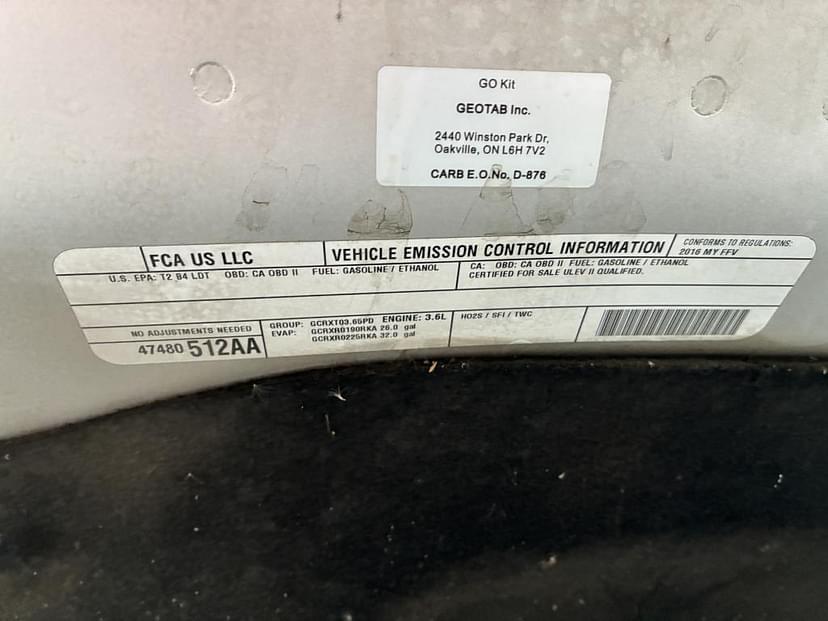 GO Kit
GEOTAB Inc.
2440 Winston Park Dr,
Oakville, ON L6H 7V2
CARB E.O.No. D-876
FCA US LLC
VEHICLE EMISSION CONTROL INFORMATION
CONFORMS TO REGULATIONS:
2016 MY FFV
U.S. EPA: T2 B4 LDT OBD: CA OBD II FUEL: GASOLINE / ETHANOL
CA: OBD: CA OBD II FUEL: GASOLINE / ETHANOL
CERTIFIED FOR SALE ULEV II QUALIFIED.
NO ADJUSTMENTS NEEDED
47480 512AA
GROUP: GCRXT03.65PD ENGINE: 3.6L
EVAP: GCRXR0190RKA 26.0 gal
GCRXR0225RKA 32.0 gal
HO2S / SFI / TWC